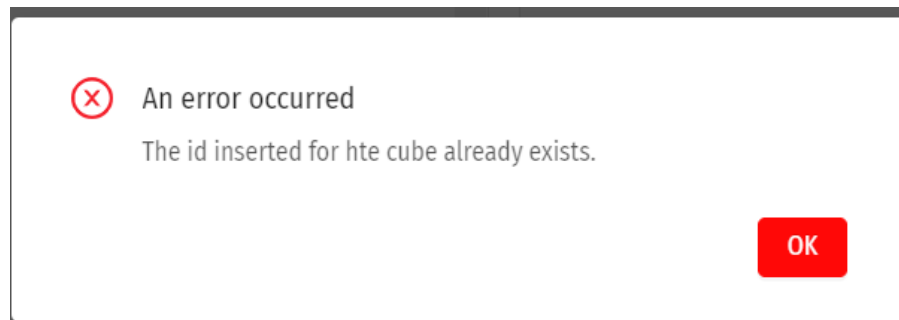 An error occurred
The id inserted for hte cube already exists.
OK